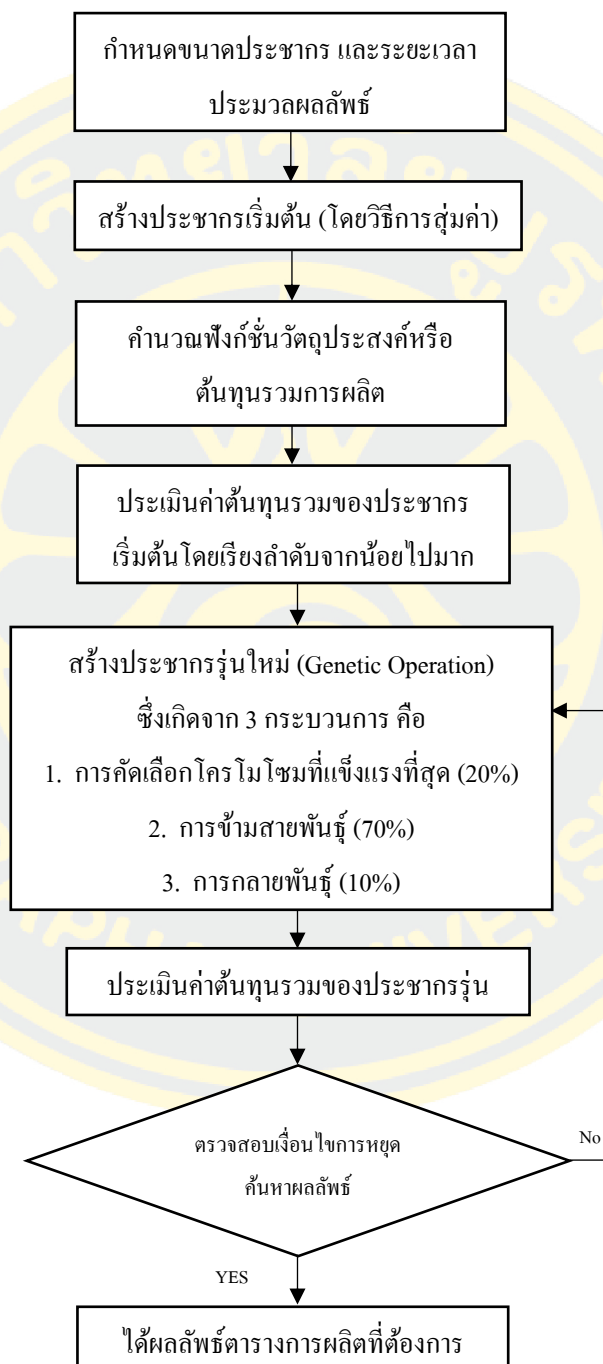 กำหนดขนาดประชากร และระยะเวลา
ประมวลผลลัพธ์
สร้างประชากรเริ่มต้น (โดยวิธีการสุ่มค่า)
คำนวณฟังก์ชั่นวัตถุประสงค์หรือ
ต้นทุนรวมการผลิต
ประเมินค่าต้นทุนรวมของประชากร
เริ่มต้นโดยเรียงลำดับจากน้อยไปมาก
สร้างประชากรรุ่นใหม่ (Genetic Operation)
ซึ่งเกิดจาก 3 กระบวนการ คือ
1. การคัดเลือกโครโมโซมที่แข็งแรงที่สุด (20%)
2. การข้ามสายพันธุ์ (70%)
3. การกลายพันธุ์ (10%)
ประเมินค่าต้นทุนรวมของประชากรรุ่น
ตรวจสอบเงื่อนไขการหยุด
ค้นหาผลลัพธ์
No
YES
ได้ผลลัพธ์ตารางการผลิตที่ต้องการ